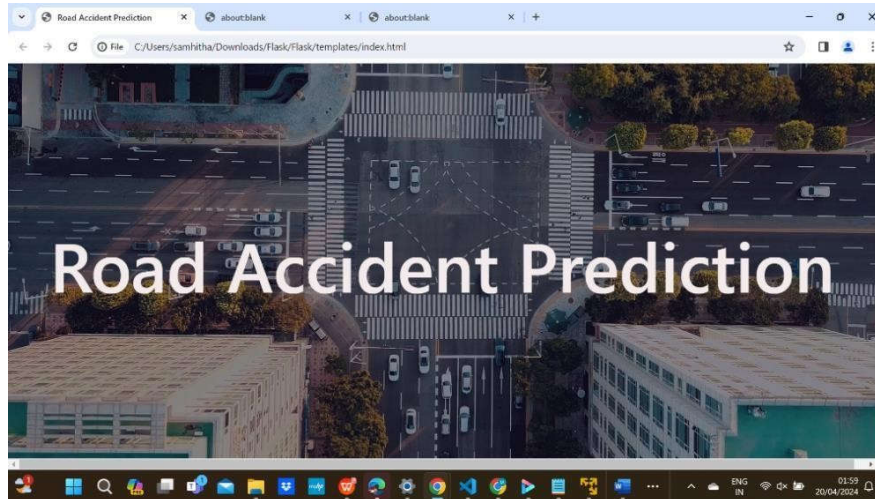 Road Accident Prediction
about:blank
about:blank
File C:/Users/samhitha/Downloads/Flask/Flask/templates/index.html
Road Accident Prediction
ENG
IN
01:59
20/04/2024